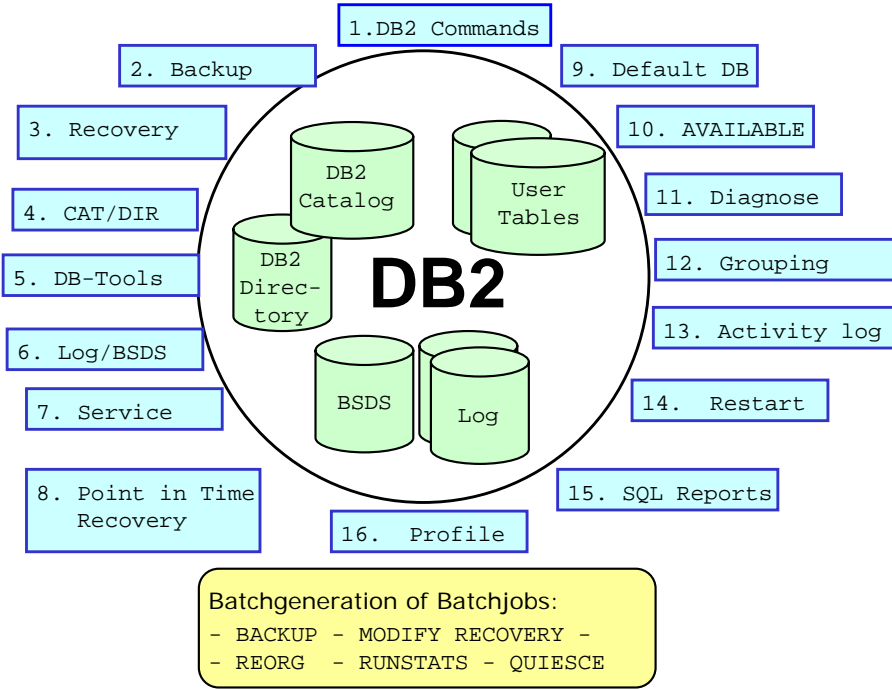 1.DB2 Commands
2. Backup
3. Recovery
4. CAT/DIR
5. DB-Tools
6. Log/BSDS
7. Service
8. Point in Time
Recovery
9. Default DB
10. AVAILABLE
11. Diagnose
12. Grouping
13. Activity log
14. Restart
15. SQL Reports
16. Profile
DB2
Catalog
User
Tables
DB2
Direc-
tory
DB2
BSDS
Log
Batchgeneration of Batchjobs:
- BACKUP - MODIFY RECOVERY -
- REORG - RUNSTATS - QUIESCE